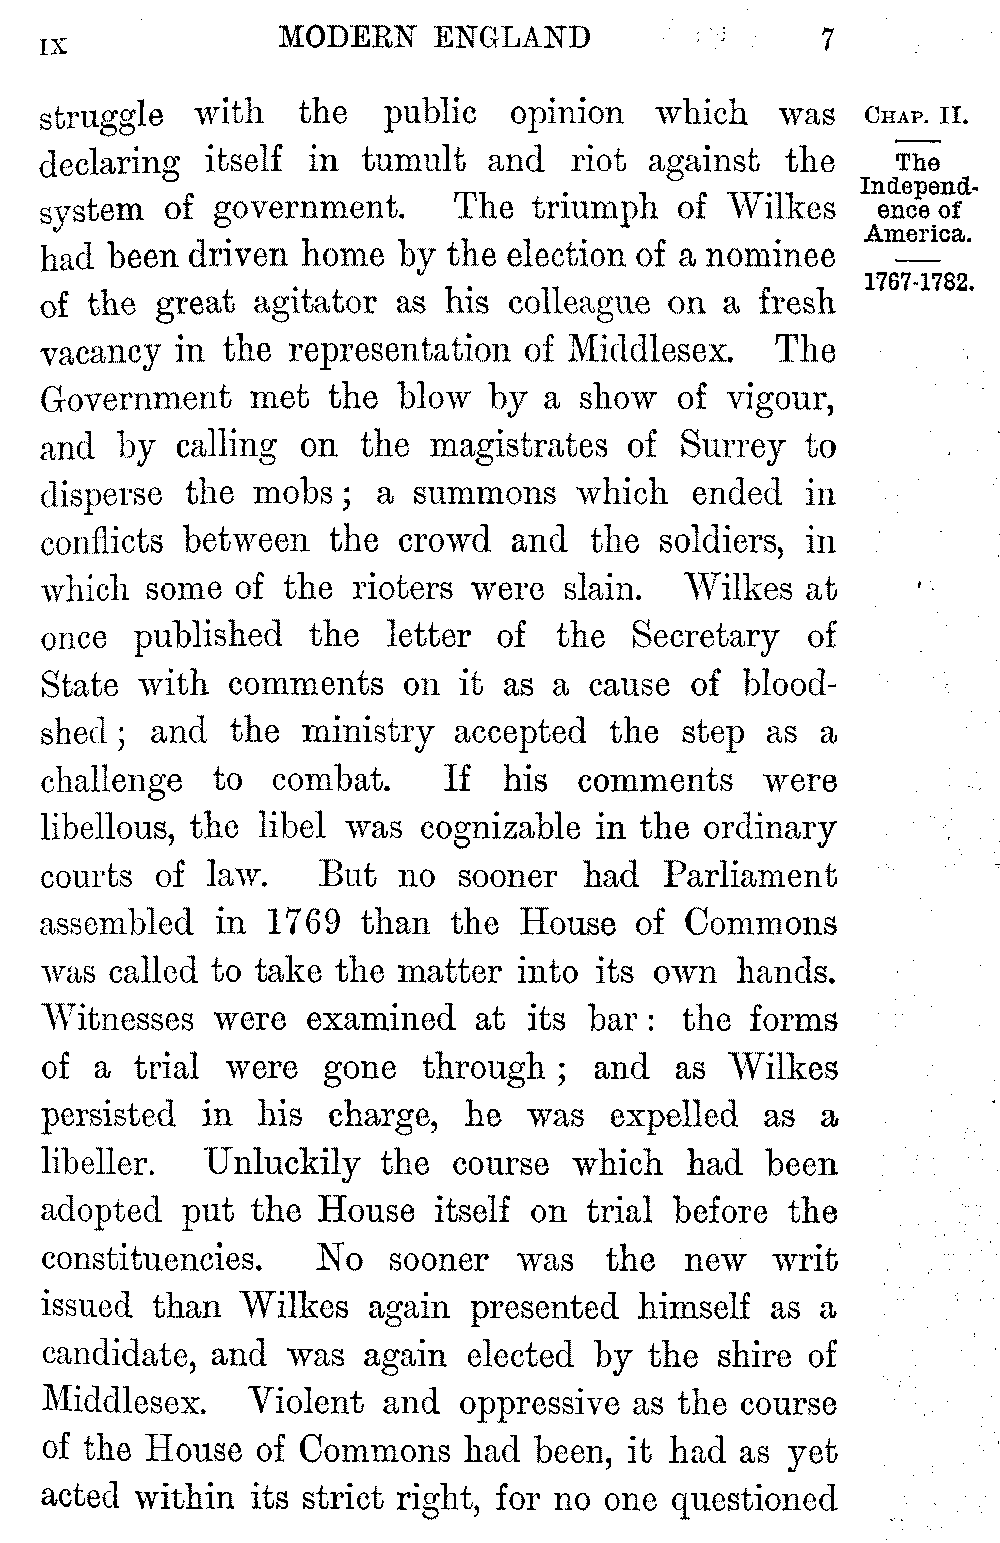 IX MODERN ENGLAND 7
struggle with the public opinion which was
declaring itself in tumult and riot against the
system of government. The triumph of Wilkes
had been driven home by the election of a nominee
of the great agitator as his colleague on a fresh
vacancy in the representation of Middlesex. The
Government met the blow by a show of vigour,
and by calling on the magistrates of Surrey to
disperse the mobs; a summons which ended in
conflicts between the crowd and the soldiers, in
which some of the rioters were slain. Wilkes at
once published the letter of the Secretary of
State with comments on it as a cause of blood-
shed; and the ministry accepted the step as a
challenge to combat. If his comments were
libellous, the libel was cognizable in the ordinary
courts of law. But no sooner had Parliament
assembled in 1769 than the House of Commons
was called to take the matter into its own hands.
Witnesses were examined at its bar: the forms
of a trial were gone through; and as Wilkes
persisted in his charge, he was expelled as a
libeller. Unluckily the course which had been
adopted put the House itself on trial before the
constituencies. No sooner was the new writ
issued than Wilkes again presented himself as a
candidate, and was again elected by the shire of
Middlesex. Violent and oppressive as the course
of the House of Commons had been, it had as yet
acted within its strict right, for no one questioned
CHAP. II.
The
Independ-
ence of
America.
1767-1782.